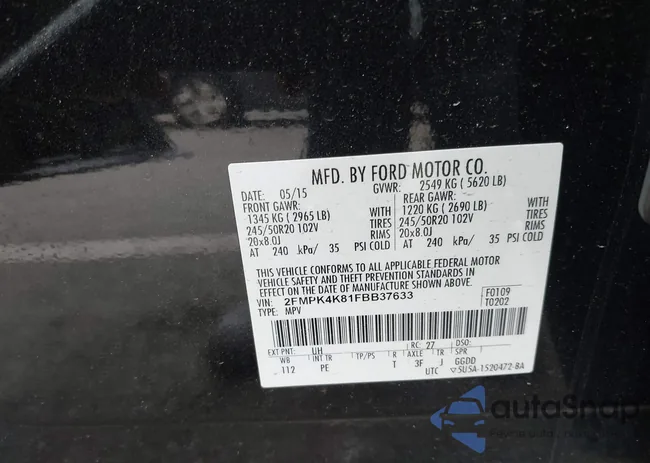 MFD. BY FORD MOTOR CO.
DATE: 05/15 GVWR: 2549 KG ( 5620 LB)
FRONT GAWR: REAR GAWR:
1345 KG ( 2965 LB) WITH 1220 KG ( 2690 LB) WITH
245/50R20 102V TIRES 245/50R20 102V TIRES
20x8.0J RIMS 20x8.0J RIMS
AT 240 kPa/ 35 PSI COLD AT 240 kPa/ 35 PSI COLD
THIS VEHICLE CONFORMS TO ALL APPLICABLE FEDERAL MOTOR
VEHICLE SAFETY AND THEFT PREVENTION STANDARDS IN
EFFECT ON THE DATE OF MANUFACTURE SHOWN ABOVE.
VIN: 2FMPK4K81FBB37633 F0109
TYPE: MPV T0202
EXT PNT: UH RC: 27 DSO:
WB INT TR TP/PS R AXLE TR SPR
112 PE T 3F J GGDD
UTC ▽5U5A-1520472-BA
autoSnap